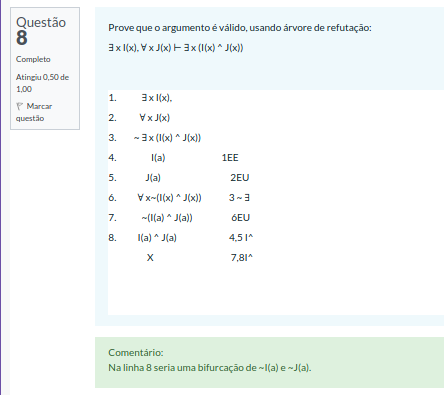 Questão
8
Completo
Atingiu 0,50 de
1,00
Marcar
questão
Prove que o argumento é válido, usando árvore de refutação:
∃ x I(x), ∀ x J(x) ⊢ ∃ x (I(x) ^ J(x))
1. ∃ x I(x),
2. ∀ x J(x)
3. ~ ∃ x (I(x) ^ J(x))
4. I(a) 1EE
5. J(a) 2EU
6. ∀ x~(I(x) ^ J(x)) 3 ~ ∃
7. ~(I(a) ^ J(a)) 6EU
8. I(a) ^ J(a) 4,5 I^
X 7,8I^
Comentário:
Na linha 8 seria uma bifurcação de ~I(a) e ~J(a).